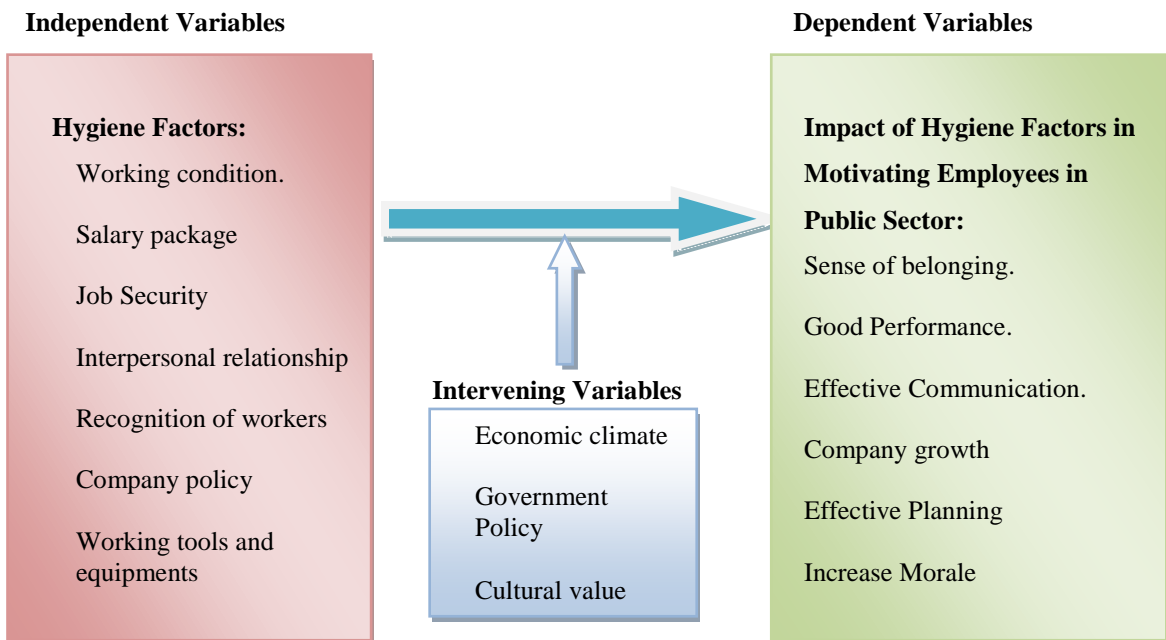 Independent Variables
Hygiene Factors:
Working condition.
Salary package
Job Security
Interpersonal relationship
Recognition of workers
Company policy
Working tools and
equipments
Intervening Variables
Economic climate
Government
Policy
Cultural value
Dependent Variables
Impact of Hygiene Factors in
Motivating Employees in
Public Sector:
Sense of belonging.
Good Performance.
Effective Communication.
Company growth
Effective Planning
Increase Morale